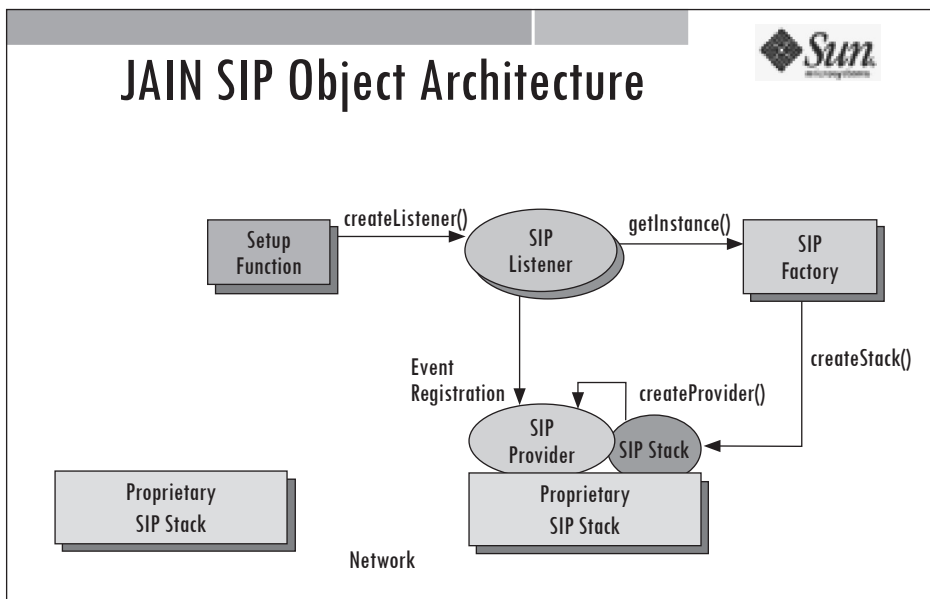 JAIN SIP Object Architecture
Sun
microsystems
Setup
Function
createListener()
SIP
Listener
getInstance()
SIP
Factory
createStack()
Event
Registration
createProvider()
SIP
Provider
SIP Stack
Proprietary
SIP Stack
Proprietary
SIP Stack
Network